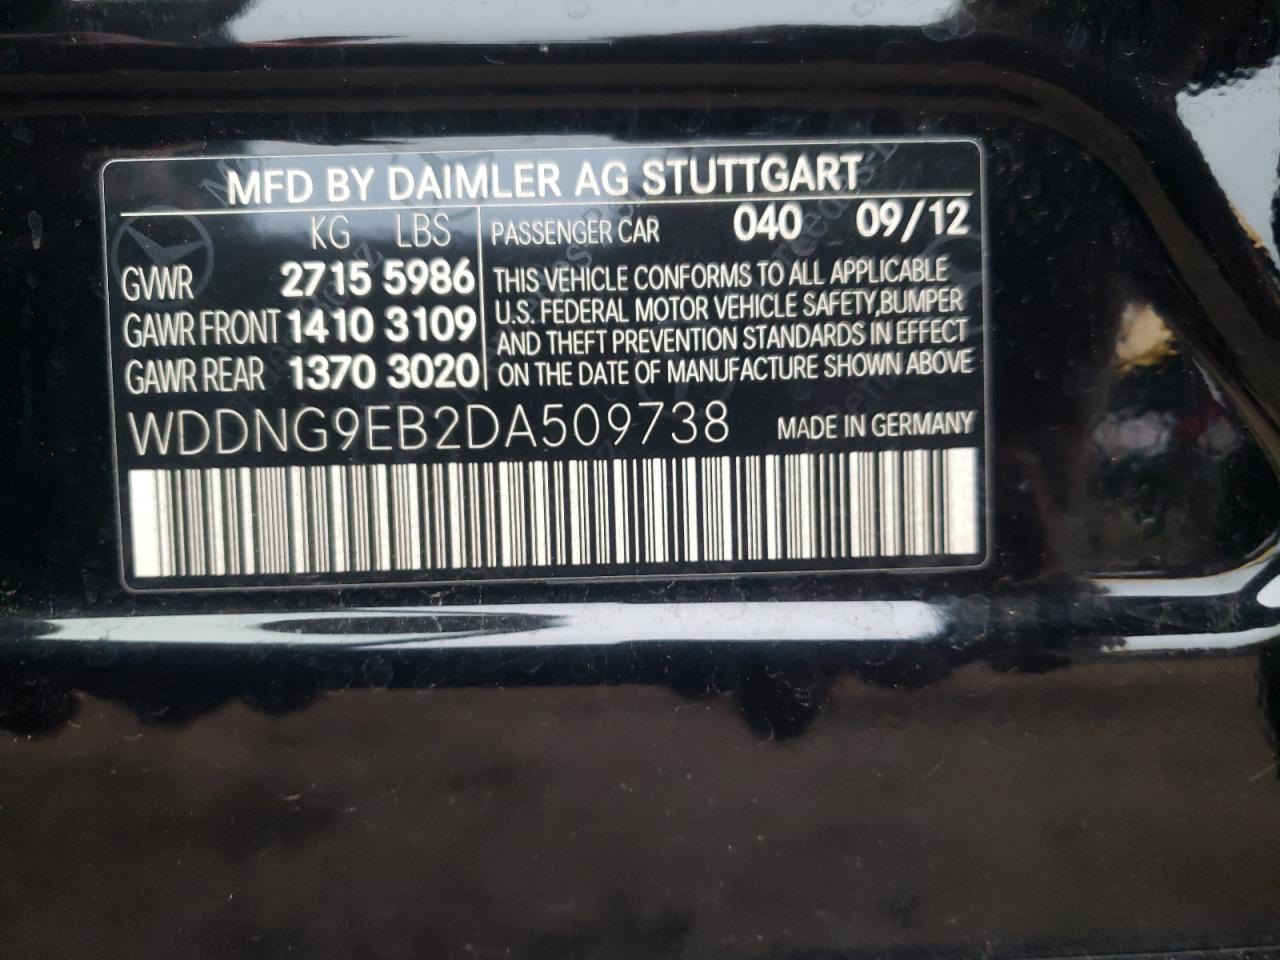 MFD BY DAIMLER AG STUTTGART
KG LBS
GVWR 2715 5986
GAWR FRONT 1410 3109
GAWR REAR 1370 3020
PASSENGER CAR 040 09/12
THIS VEHICLE CONFORMS TO ALL APPLICABLE
U.S. FEDERAL MOTOR VEHICLE SAFETY,BUMPER
AND THEFT PREVENTION STANDARDS IN EFFECT
ON THE DATE OF MANUFACTURE SHOWN ABOVE
WDDNG9EB2DA509738 MADE IN GERMANY